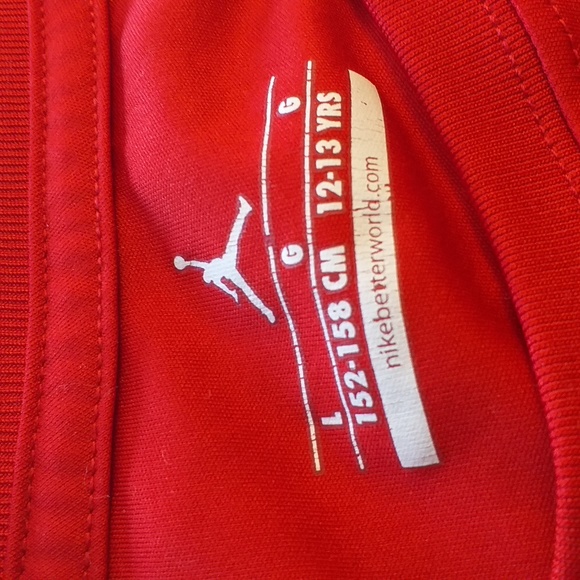 L G G
152-158 CM 12-13 YRS
nikebetterworld.com